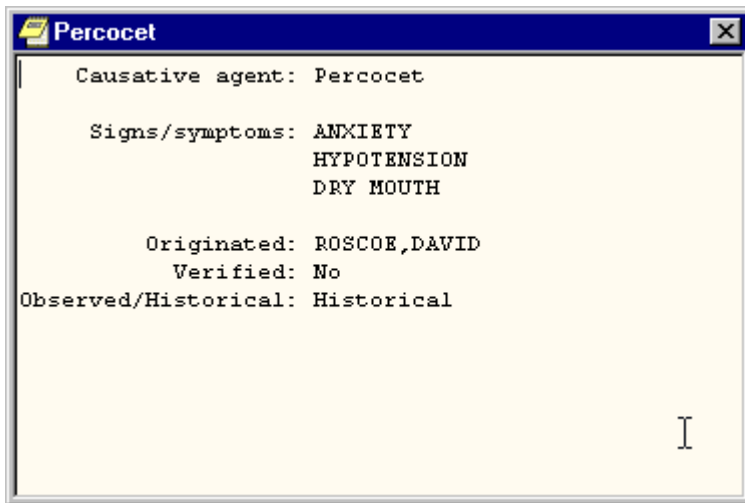 Percocet
Causative agent: Percocet
Signs/symptoms: ANXIETY
HYPOTENSION
DRY MOUTH
Originated: ROSCOE,DAVID
Verified: No
Observed/Historical: Historical